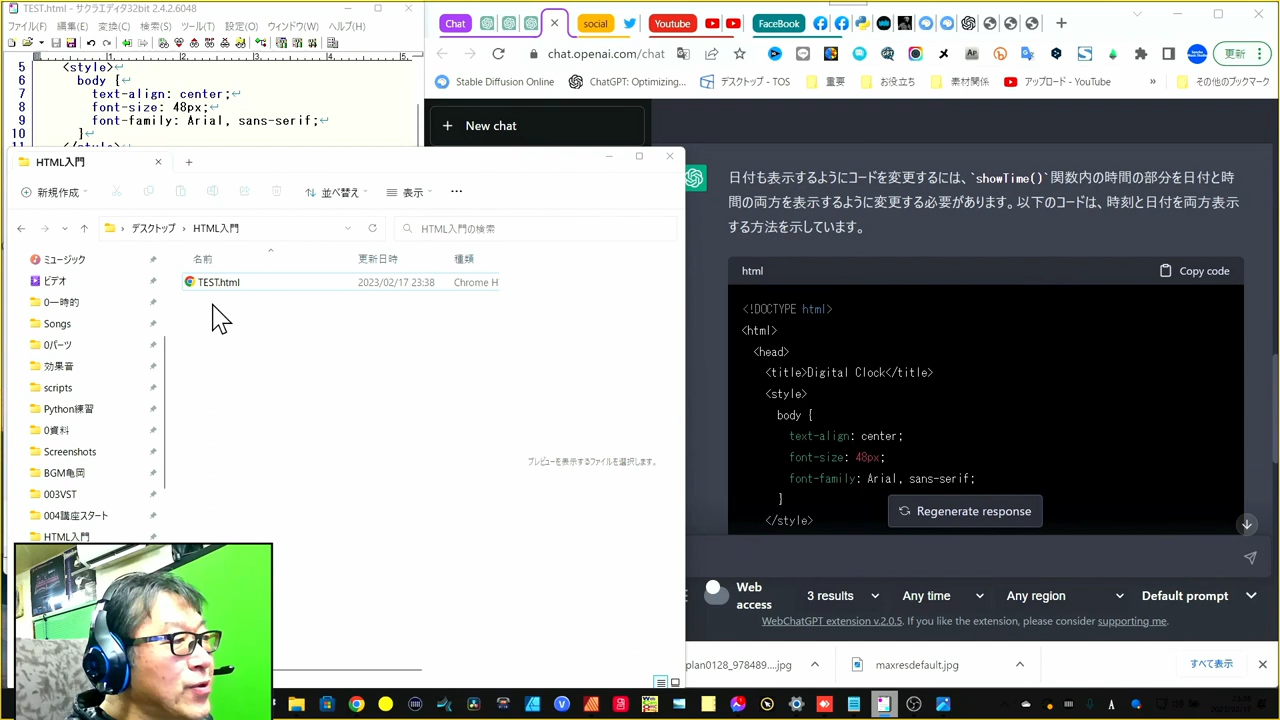 TEST.html - サクラエディタ32bit 2.4.2.6048
ファイル(F) 編集(E) 変換(C) 検索(S) ツール(T) 設定(O) ウィンドウ(W) ヘルプ(H)
5 <style>
6 body {
7 text-align: center;
8 font-size: 48px;
9 font-family: Arial, sans-serif;
10 }
Chat
social
Youtube
FaceBook
chat.openai.com/chat
更新
Stable Diffusion Online
ChatGPT: Optimizing...
デスクトップ - TOS
重要
お役立ち
素材関係
アップロード - YouTube
»
その他のブックマーク
+ New chat
HTML入門
新規作成
並べ替え
表示
デスクトップ > HTML入門
HTML入門の検索
名前 更新日時 種類
TEST.html 2023/02/17 23:38 Chrome H
ミュージック
ビデオ
0一時的
Songs
0パーツ
効果音
scripts
Python練習
0資料
Screenshots
BGM亀岡
003VST
004講座スタート
HTML入門
プレビューを表示するファイルを選択します。
日付も表示するようにコードを変更するには、`showTime()`関数内の時間の部分を日付と時
間の両方を表示するように変更する必要があります。以下のコードは、時刻と日付を両方表示
する方法を示しています。
html
Copy code
<!DOCTYPE html>
<html>
<head>
<title>Digital Clock</title>
<style>
body {
text-align: center;
font-size: 48px;
font-family: Arial, sans-serif;
}
</style>
Regenerate response
Web access
3 results
Any time
Any region
Default prompt
WebChatGPT extension v.2.0.5. If you like the extension, please consider supporting me.
plan0128_978489....jpg
maxresdefault.jpg
すべて表示